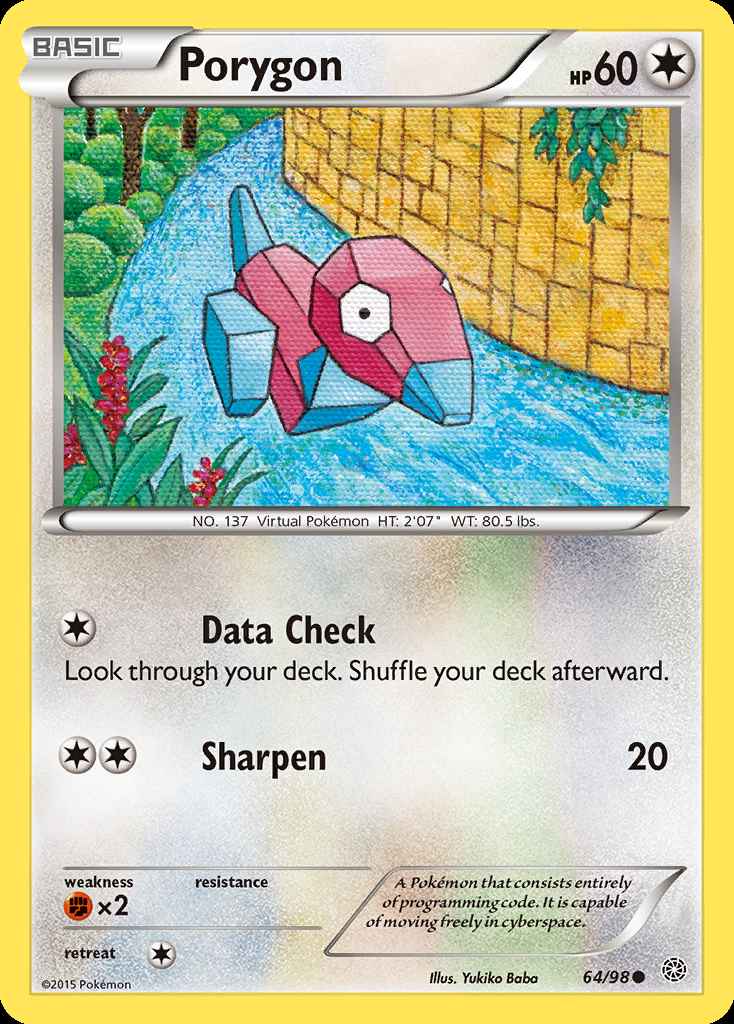 BASIC
Porygon
HP60
NO. 137 Virtual Pokémon HT: 2'07" WT: 80.5 lbs.
Data Check
Look through your deck. Shuffle your deck afterward.
Sharpen 20
weakness resistance
×2
A Pokémon that consists entirely
of programming code. It is capable
of moving freely in cyberspace.
retreat
©2015 Pokémon
Illus. Yukiko Baba 64/98